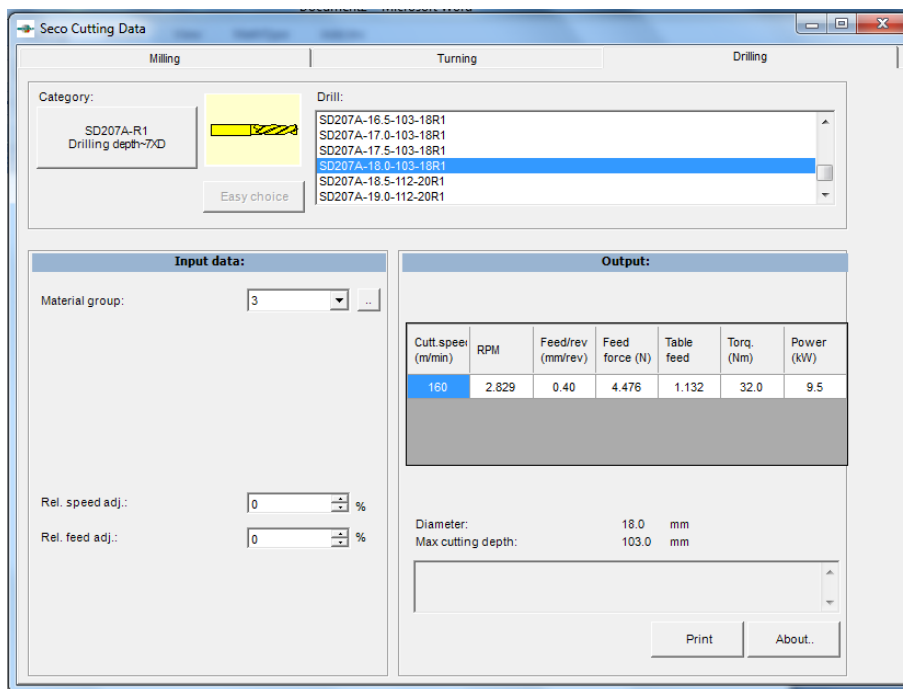 Documents - Microsoft Word
Seco Cutting Data
Milling
Turning
Drilling
Category:
SD207A-R1
Drilling depth~7XD
Easy choice
Drill:
SD207A-16.5-103-18R1
SD207A-17.0-103-18R1
SD207A-17.5-103-18R1
SD207A-18.0-103-18R1
SD207A-18.5-112-20R1
SD207A-19.0-112-20R1
Input data:
Material group:
3
..
Rel. speed adj.:
0
%
Rel. feed adj.:
0
%
Output:
Cutt.speed RPM Feed/rev Feed Table Torq. Power
(m/min) (mm/rev) force (N) feed (Nm) (kW)
160 2.829 0.40 4.476 1.132 32.0 9.5
Diameter: 18.0 mm
Max cutting depth: 103.0 mm
Print
About..